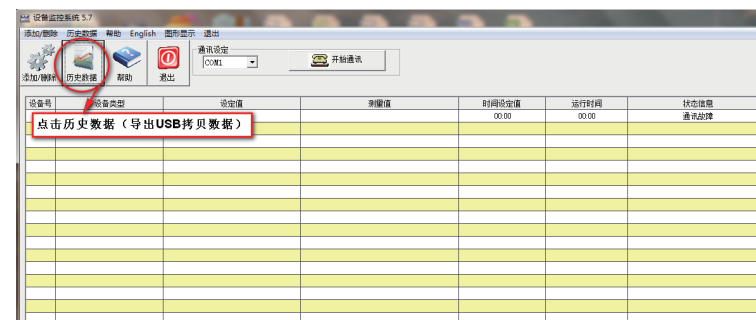 设备监控系统 5.7
添加/删除 历史数据 帮助 English 图形显示 退出
通讯设定
COM1
开始通讯
添加/删除 历史数据 帮助 退出
设备号 设备类型 设定值 测量值 时间设定值 运行时间 状态信息
00:00 00:00 通讯故障
点击历史数据（导出USB拷贝数据）